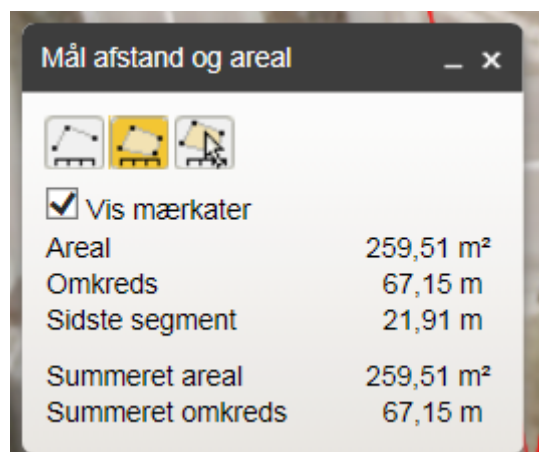 Mål afstand og areal
Vis mærkater
Areal 259,51 m²
Omkreds 67,15 m
Sidste segment 21,91 m
Summeret areal 259,51 m²
Summeret omkreds 67,15 m